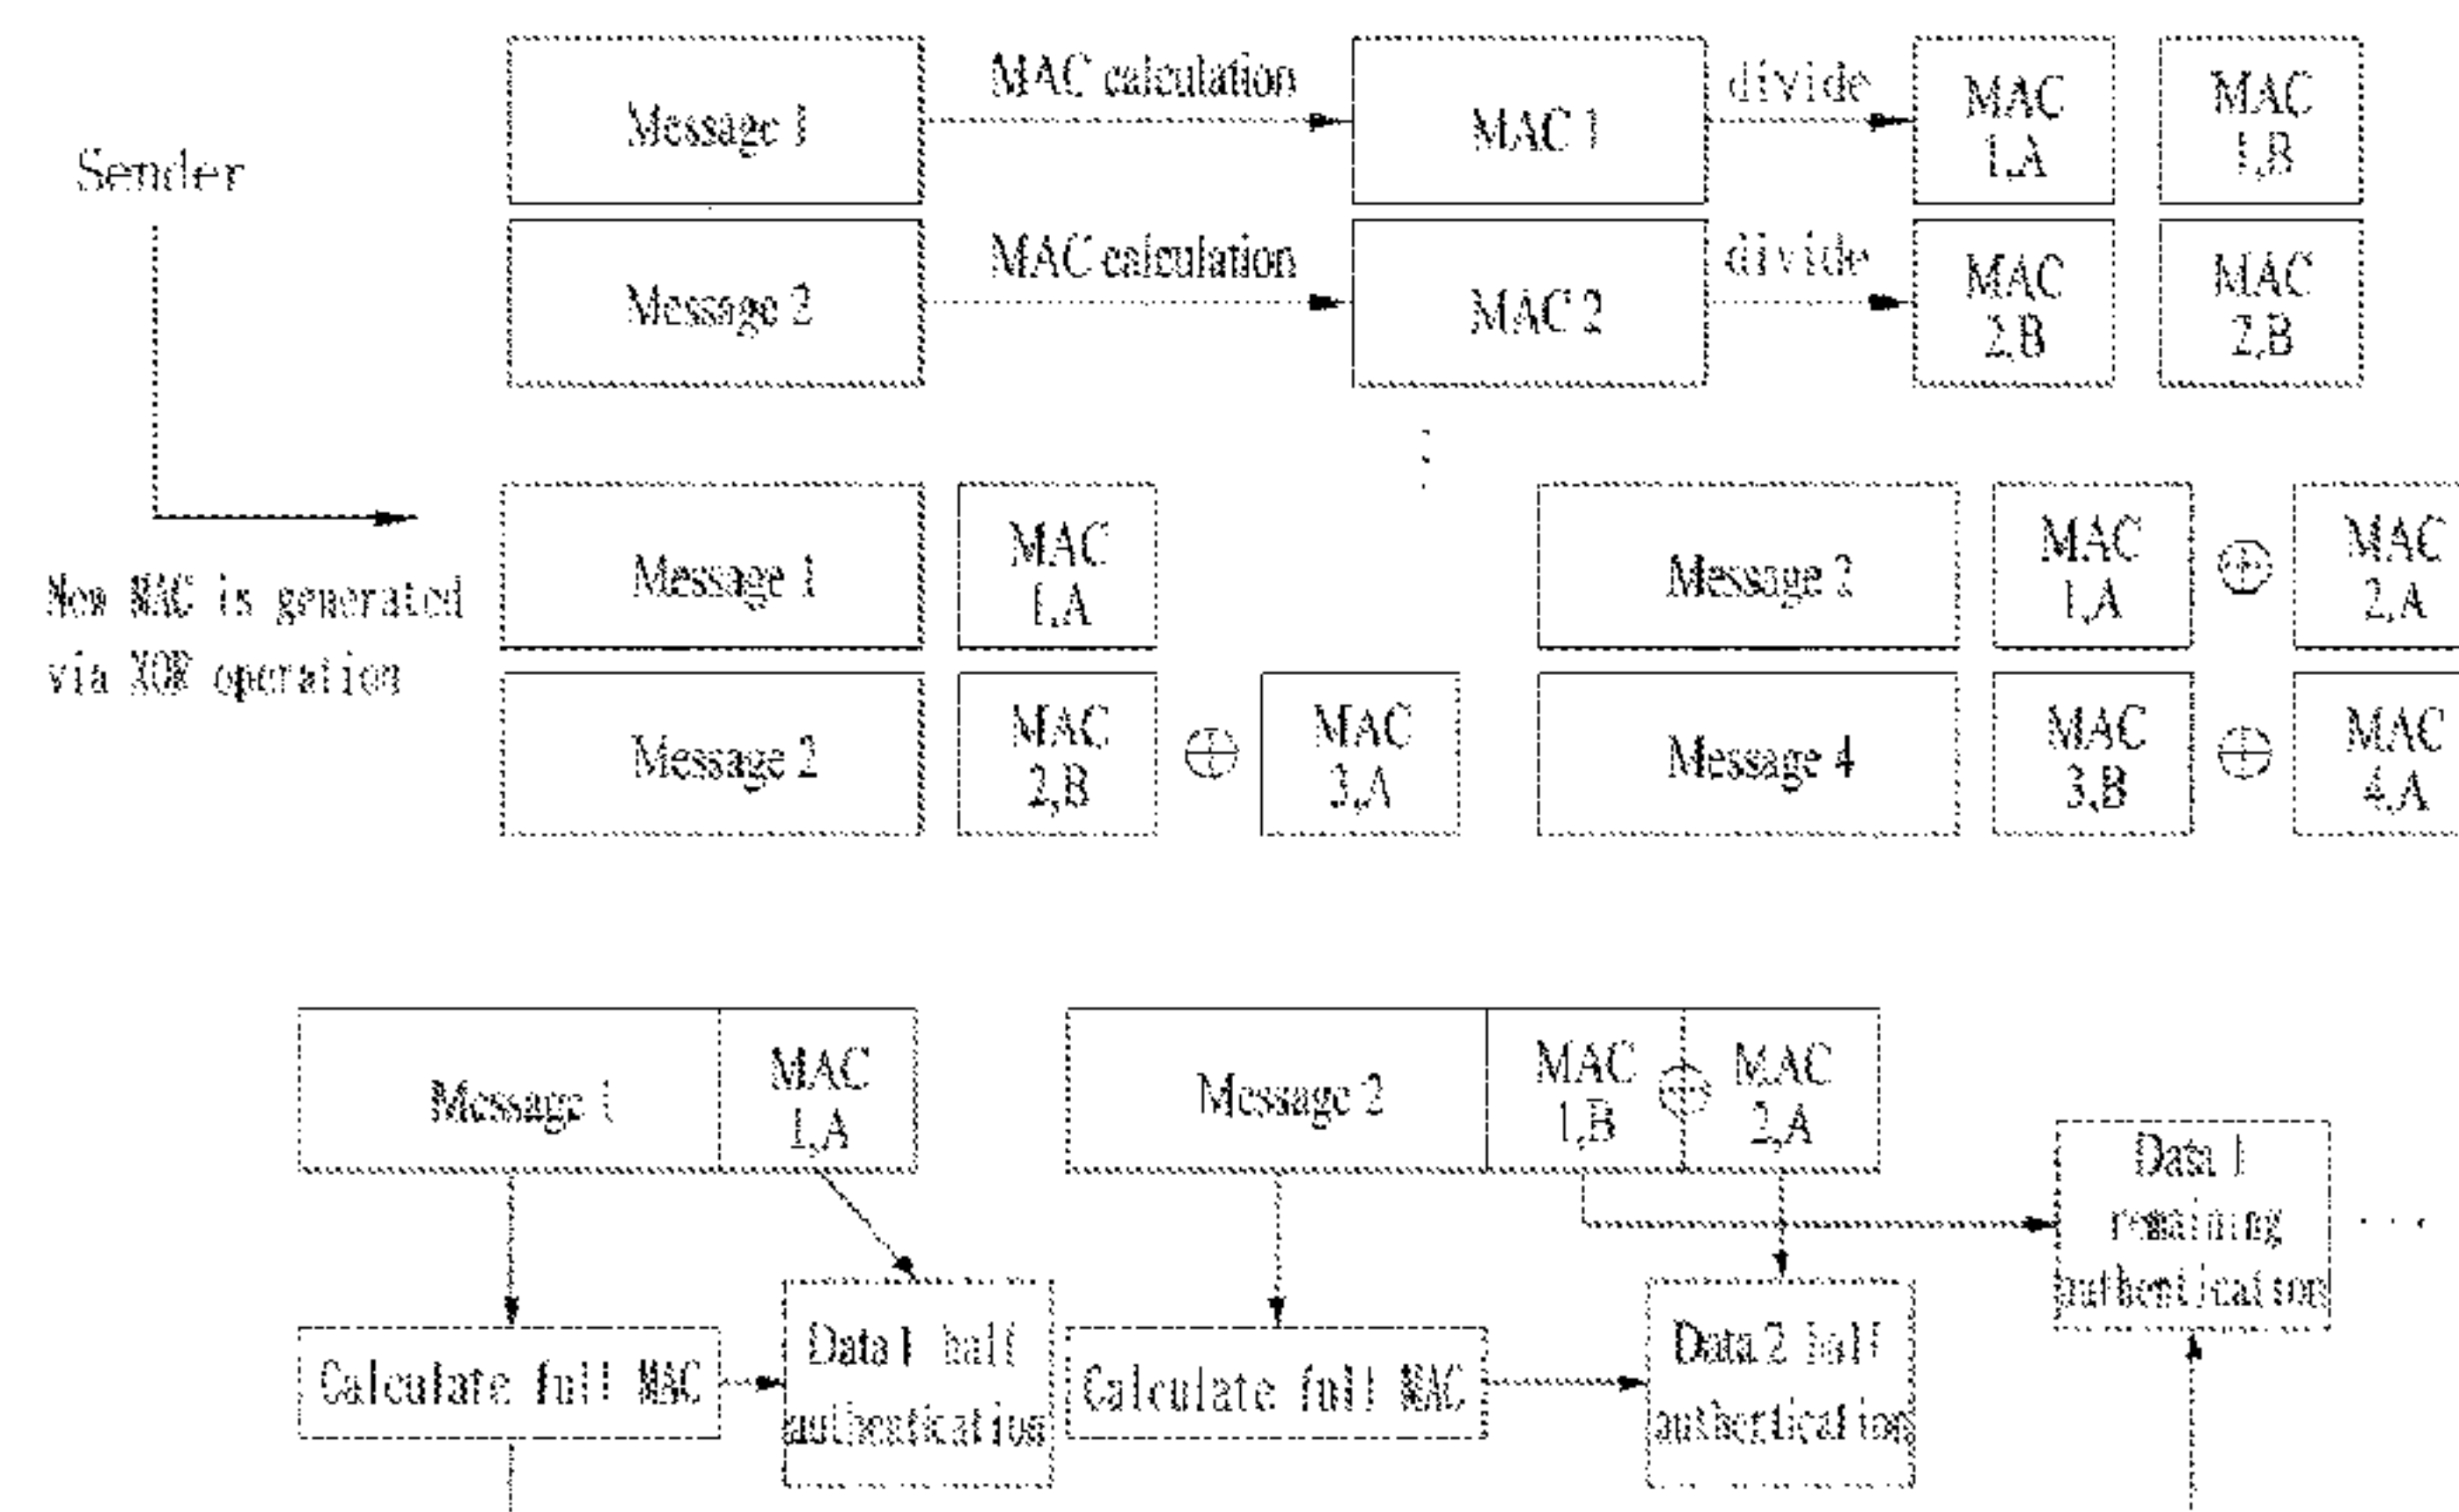 Message 1
MAC calculation
MAC 1
divide
MAC
1,A
MAC
1,B
Sender
Message 2
MAC calculation
MAC 2
divide
MAC
2,B
MAC
2,B
New MAC is generated
via XOR operation
Message 1
MAC
1,A
Message 2
MAC
1,A
⊕
MAC
2,A
Message 2
MAC
2,B
⊕
MAC
3,A
Message 4
MAC
3,B
⊕
MAC
4,A
Message 1
MAC
1,A
Message 2
MAC
1,B
⊕
MAC
2,A
Data 1
remaining
authentication
...
Calculate full MAC
Data 1 half
authentication
Calculate full MAC
Data 2 half
authentication